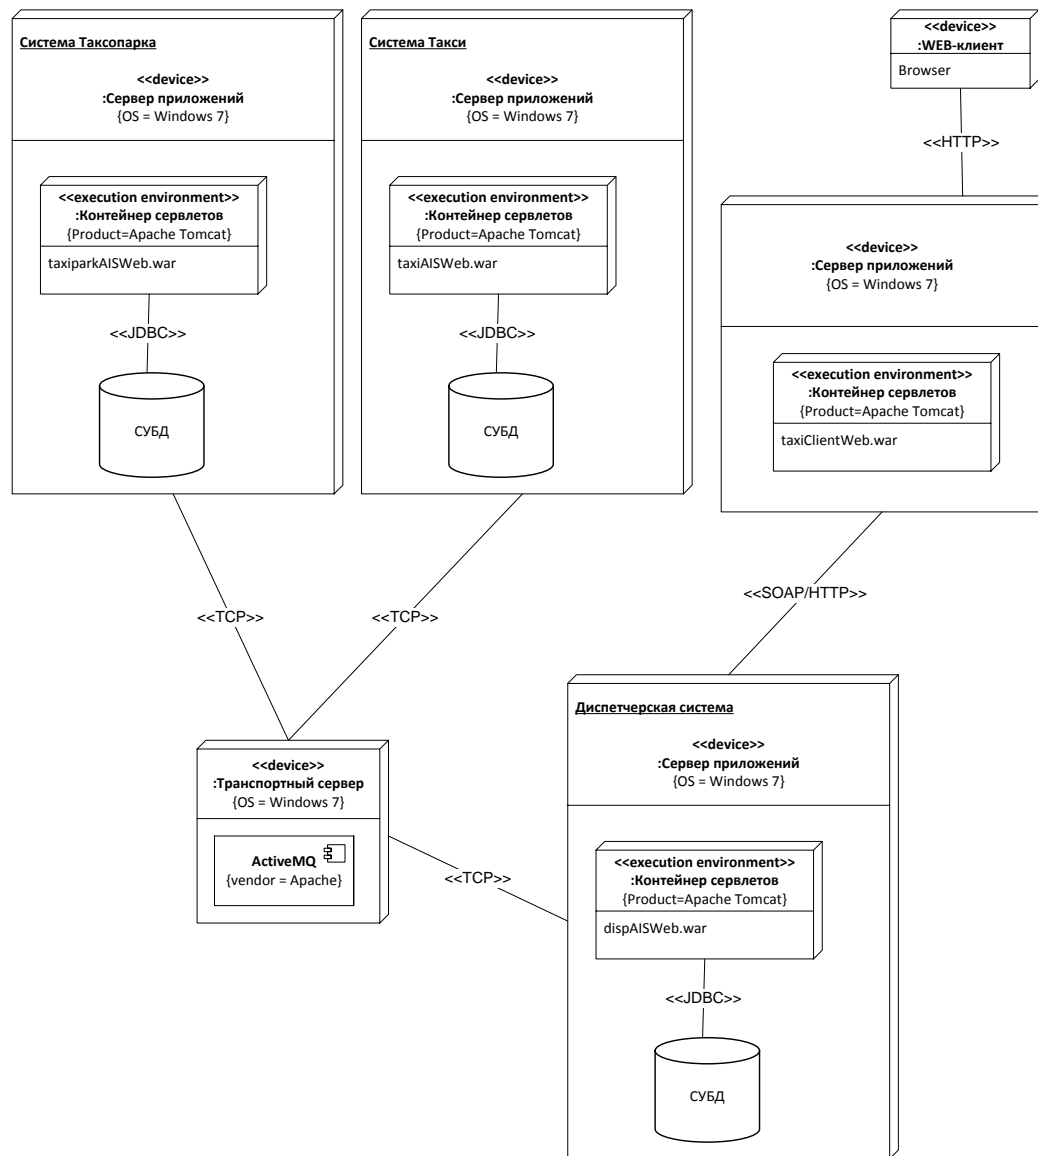 Система Таксопарка
<<device>>
:Сервер приложений
{OS = Windows 7}
<<execution environment>>
:Контейнер сервлетов
{Product=Apache Tomcat}
taxiparkAISWeb.war
<<JDBC>>
СУБД
Система Такси
<<device>>
:Сервер приложений
{OS = Windows 7}
<<execution environment>>
:Контейнер сервлетов
{Product=Apache Tomcat}
taxiAISWeb.war
<<JDBC>>
СУБД
<<device>>
:WEB-клиент
Browser
<<HTTP>>
<<device>>
:Сервер приложений
{OS = Windows 7}
<<execution environment>>
:Контейнер сервлетов
{Product=Apache Tomcat}
taxiClientWeb.war
<<TCP>>
<<TCP>>
<<SOAP/HTTP>>
<<device>>
:Транспортный сервер
{OS = Windows 7}
ActiveMQ
{vendor = Apache}
<<TCP>>
Диспетчерская система
<<device>>
:Сервер приложений
{OS = Windows 7}
<<execution environment>>
:Контейнер сервлетов
{Product=Apache Tomcat}
dispAISWeb.war
<<JDBC>>
СУБД